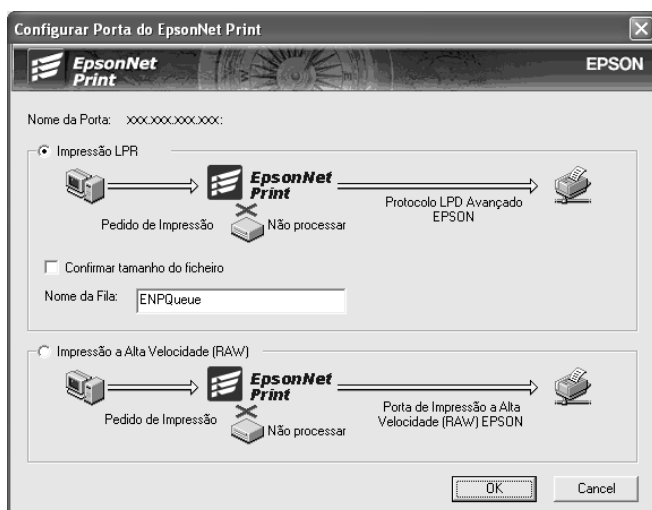 Configurar Porta do EpsonNet Print
EpsonNet
Print
EPSON
Nome da Porta: xxx.xxx.xxx.xxx:
Impressão LPR
EpsonNet
Print
Pedido de Impressão
Não processar
Protocolo LPD Avançado
EPSON
Confirmar tamanho do ficheiro
Nome da Fila: ENPQueue
Impressão a Alta Velocidade (RAW)
EpsonNet
Print
Pedido de Impressão
Não processar
Porta de Impressão a Alta
Velocidade (RAW) EPSON
OK
Cancel